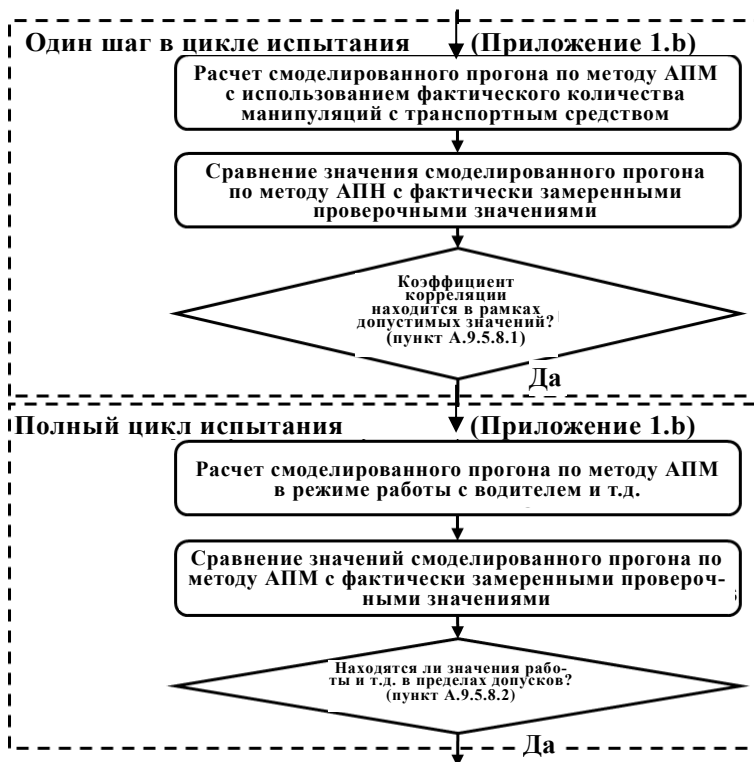 Один шаг в цикле испытания (Приложение 1.b)
Расчет смоделированного прогона по методу АПМ
с использованием фактического количества
манипуляций с транспортным средством
Сравнение значения смоделированного прогона
по методу АПН с фактически замеренными
проверочными значениями
Коэффициент
корреляции
находится в рамках
допустимых значений?
(пункт А.9.5.8.1)
Да
Полный цикл испытания (Приложение 1.b)
Расчет смоделированного прогона по методу АПМ
в режиме работы с водителем и т.д.
Сравнение значений смоделированного прогона по
методу АПМ с фактически замеренными провероч-
ными значениями
Находятся ли значения рабо-
ты и т.д. в пределах допусков?
(пункт А.9.5.8.2)
Да